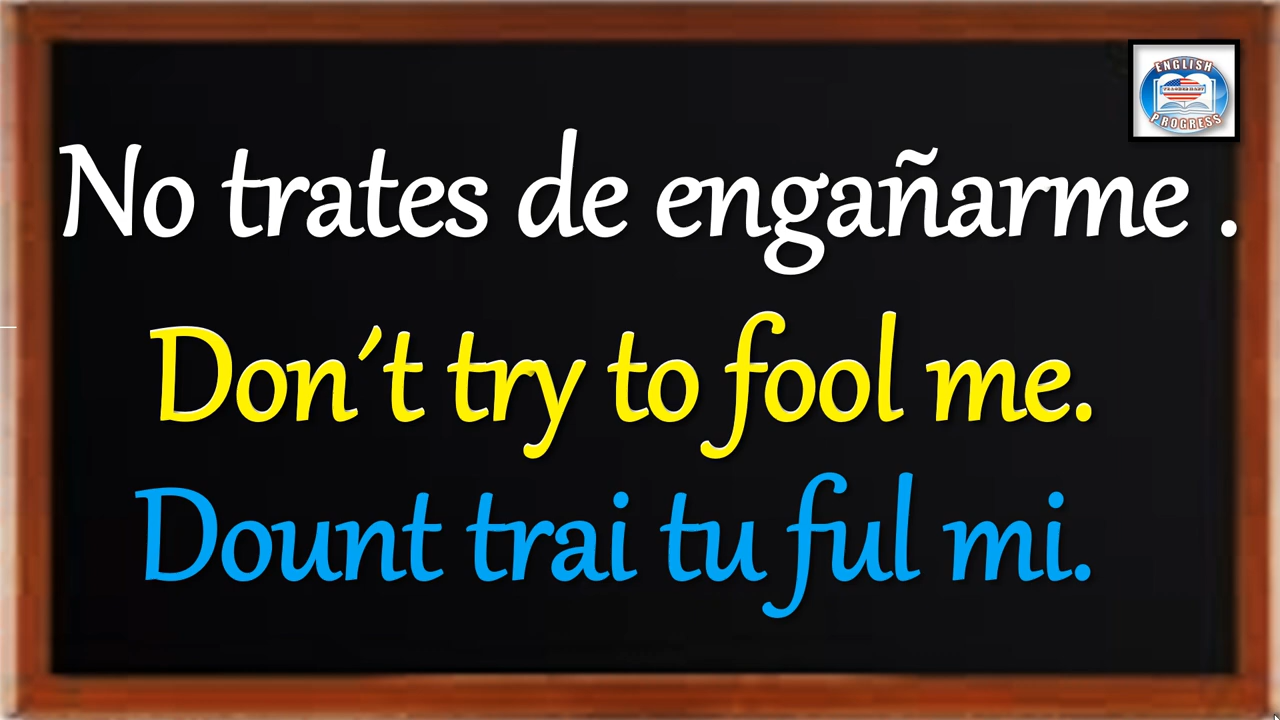 ENGLISH
PROGRESS
No trates de engañarme .
Don´t try to fool me.
Dount trai tu ful mi.